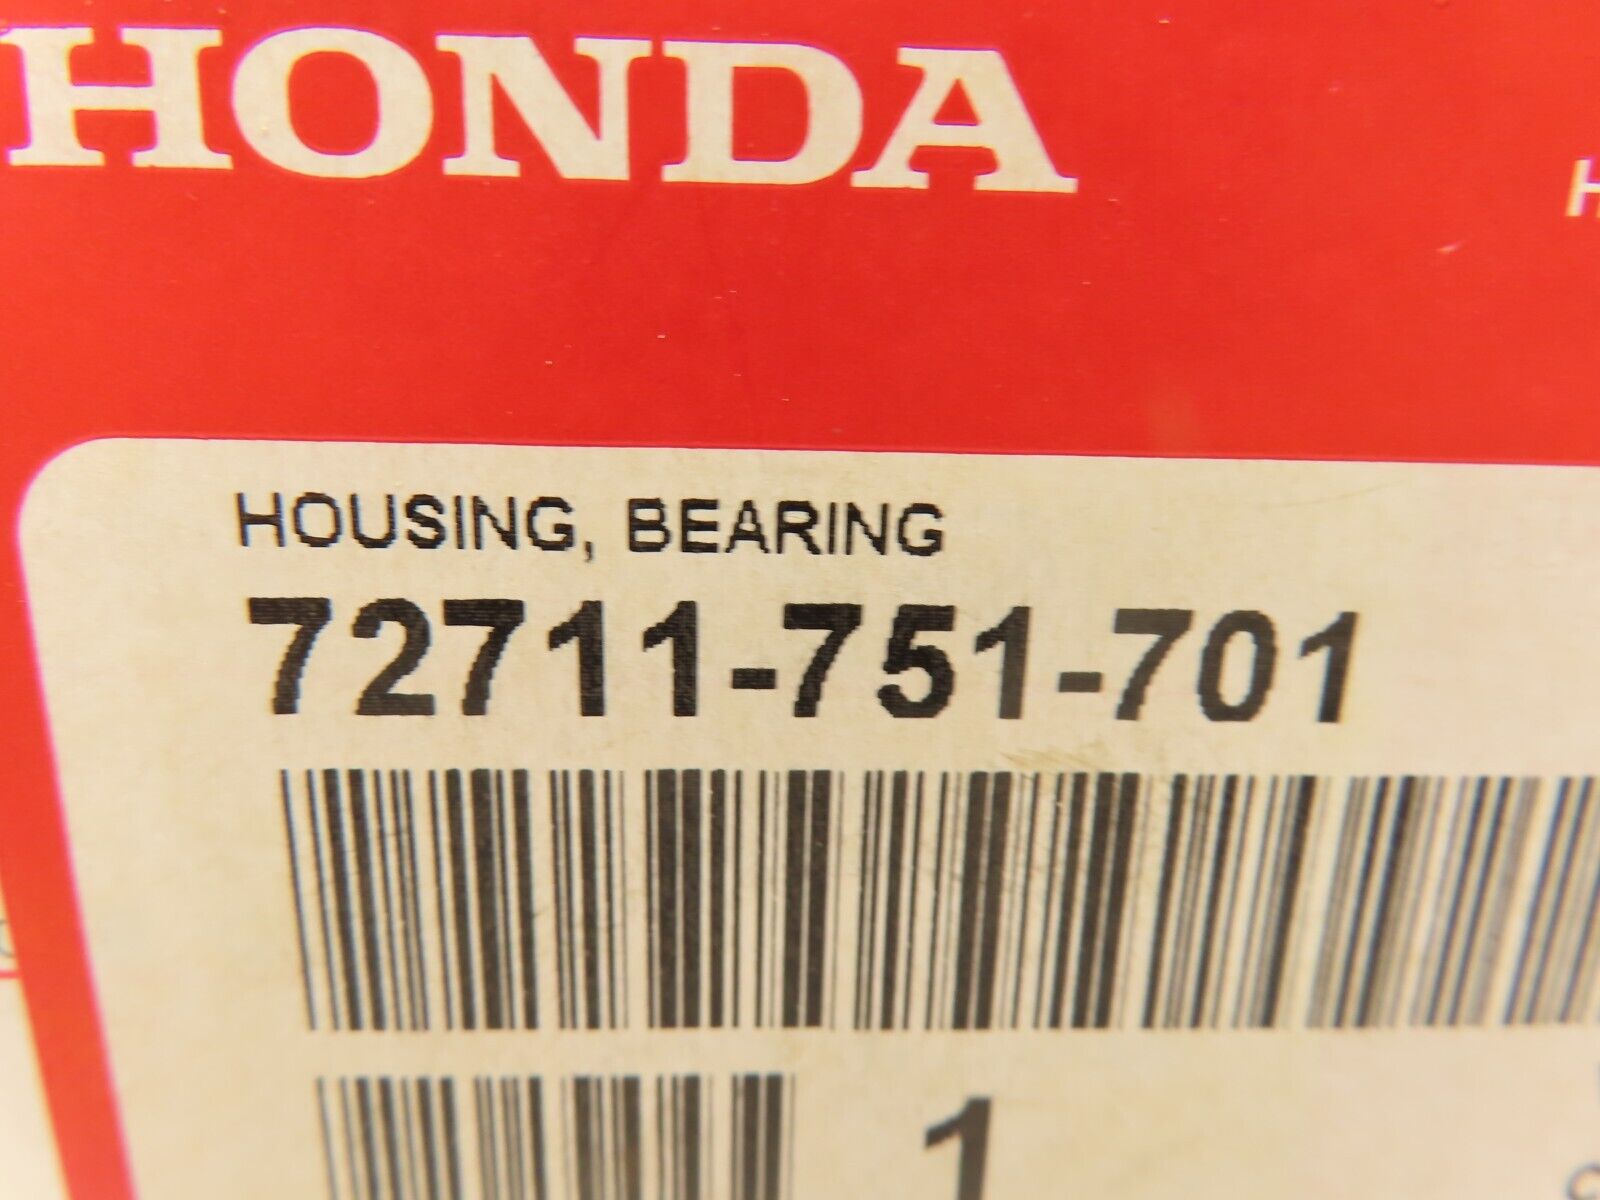 HONDA
HOUSING, BEARING
72711-751-701
1